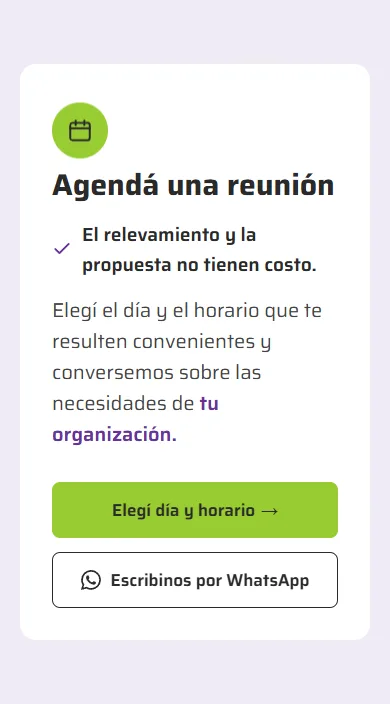 Agendá una reunión
El relevamiento y la
propuesta no tienen costo.
Elegí el día y el horario que te
resulten convenientes y
conversemos sobre las
necesidades de tu
organización.
Elegí día y horario →
Escribinos por WhatsApp